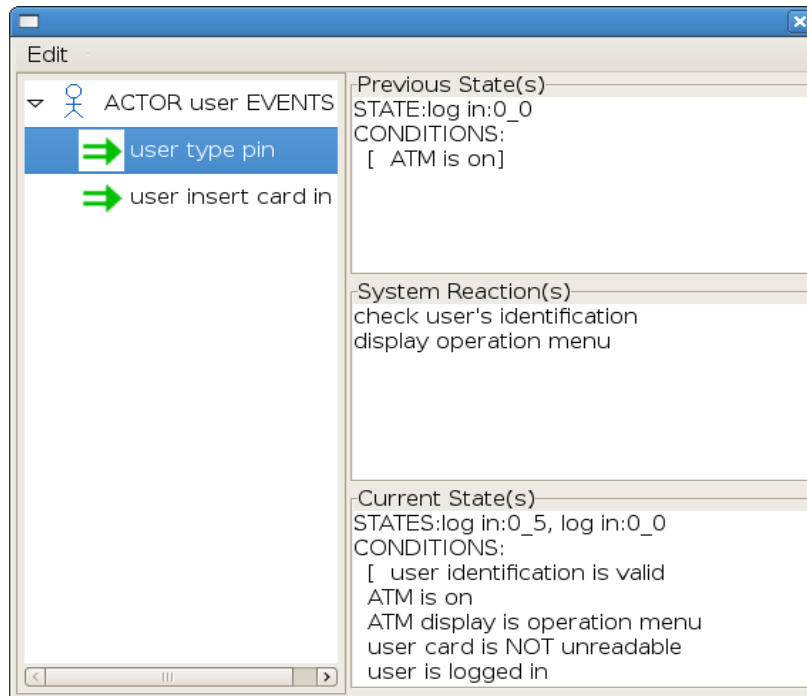 Edit
ACTOR user EVENTS
user type pin
user insert card in
Previous State(s)
STATE:log in:0_0
CONDITIONS:
[ ATM is on]
System Reaction(s)
check user's identification
display operation menu
Current State(s)
STATES:log in:0_5, log in:0_0
CONDITIONS:
[ user identification is valid
ATM is on
ATM display is operation menu
user card is NOT unreadable
user is logged in